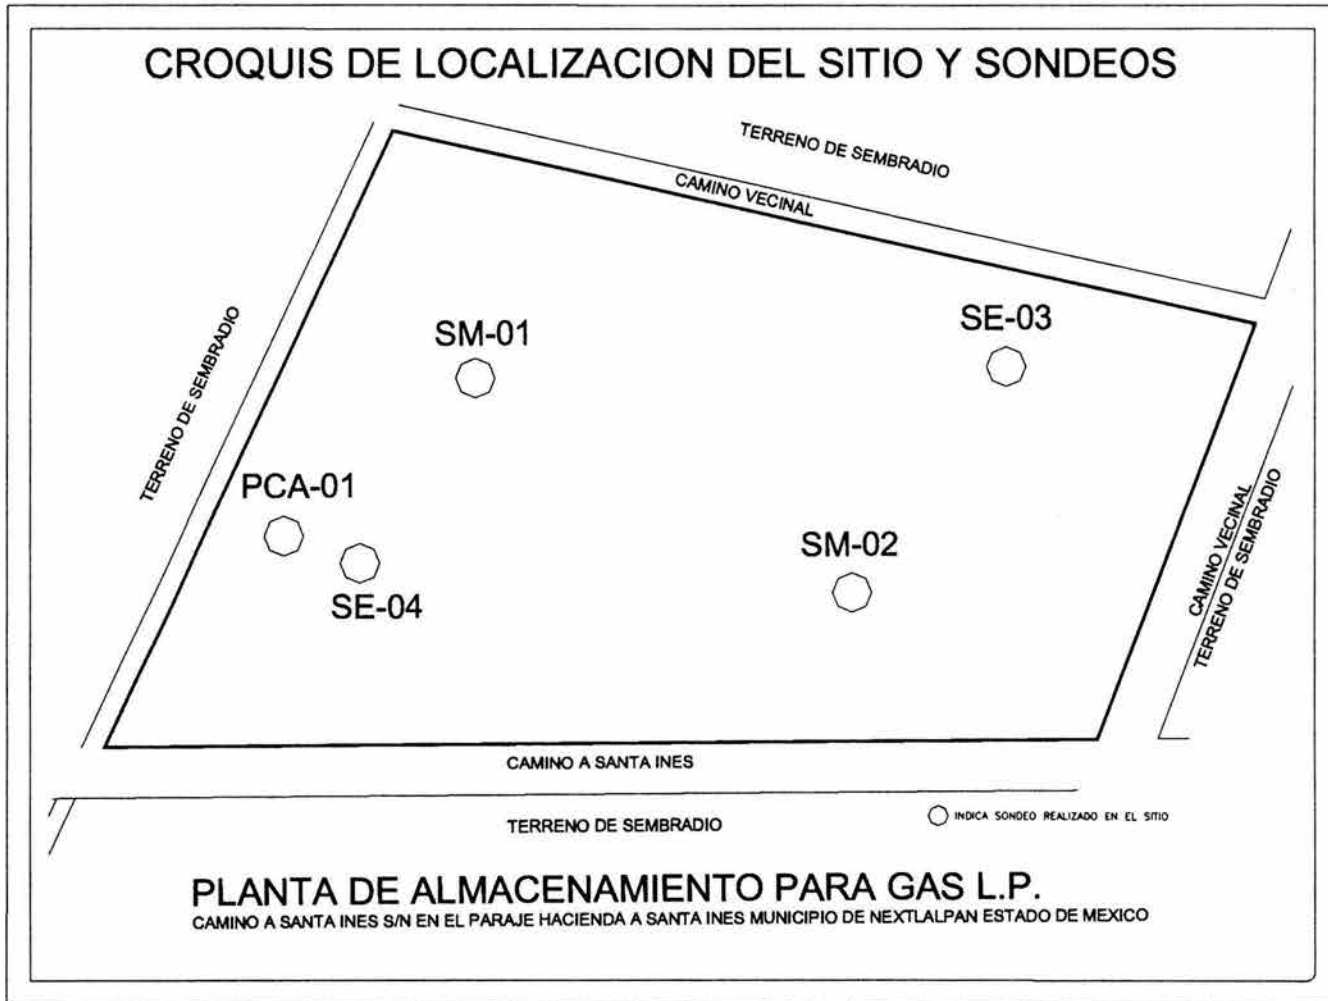 CROQUIS DE LOCALIZACION DEL SITIO Y SONDEOS
TERRENO DE SEMBRADIO
CAMINO VECINAL
SM-01
SE-03
TERRENO DE SEMBRADIO
PCA-01
SE-04
SM-02
CAMINO VECINAL
TERRENO DE SEMBRADIO
CAMINO A SANTA INES
TERRENO DE SEMBRADIO
INDICA SONDEO REALIZADO EN EL SITIO
PLANTA DE ALMACENAMIENTO PARA GAS L.P.
CAMINO A SANTA INES S/N EN EL PARAJE HACIENDA A SANTA INES MUNICIPIO DE NEXTLALPAN ESTADO DE MEXICO